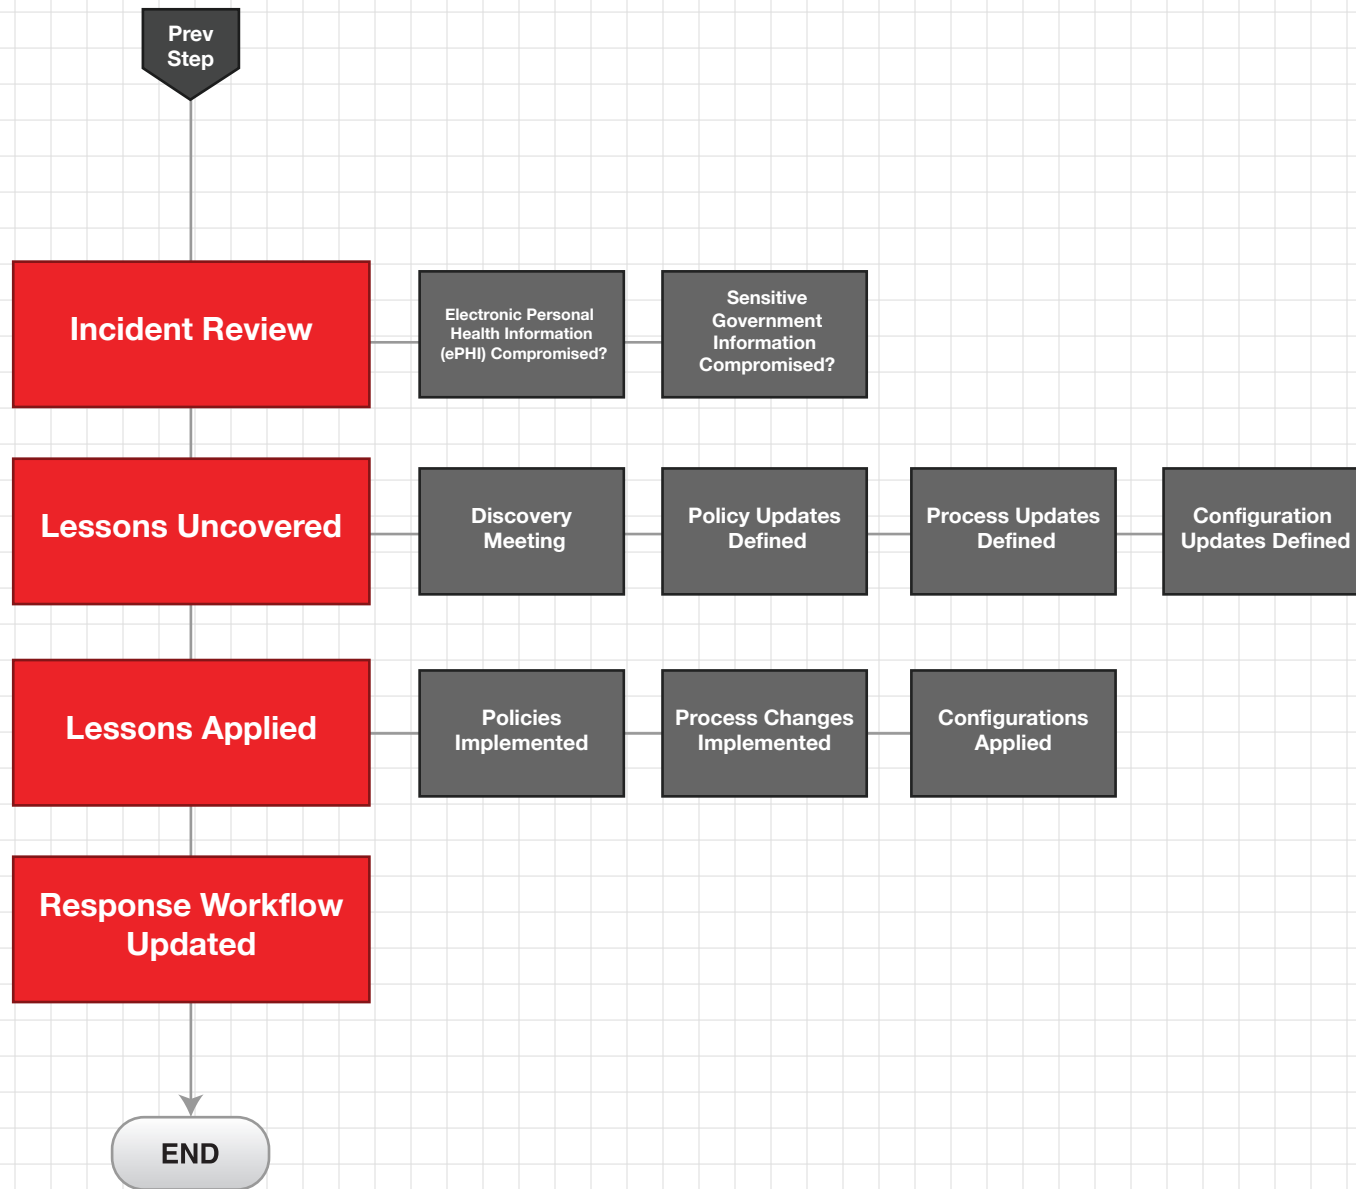 Prev
Step
Incident Review
Electronic Personal
Health Information
(ePHI) Compromised?
Sensitive
Government
Information
Compromised?
Lessons Uncovered
Discovery
Meeting
Policy Updates
Defined
Process Updates
Defined
Configuration
Updates Defined
Lessons Applied
Policies
Implemented
Process Changes
Implemented
Configurations
Applied
Response Workflow
Updated
END